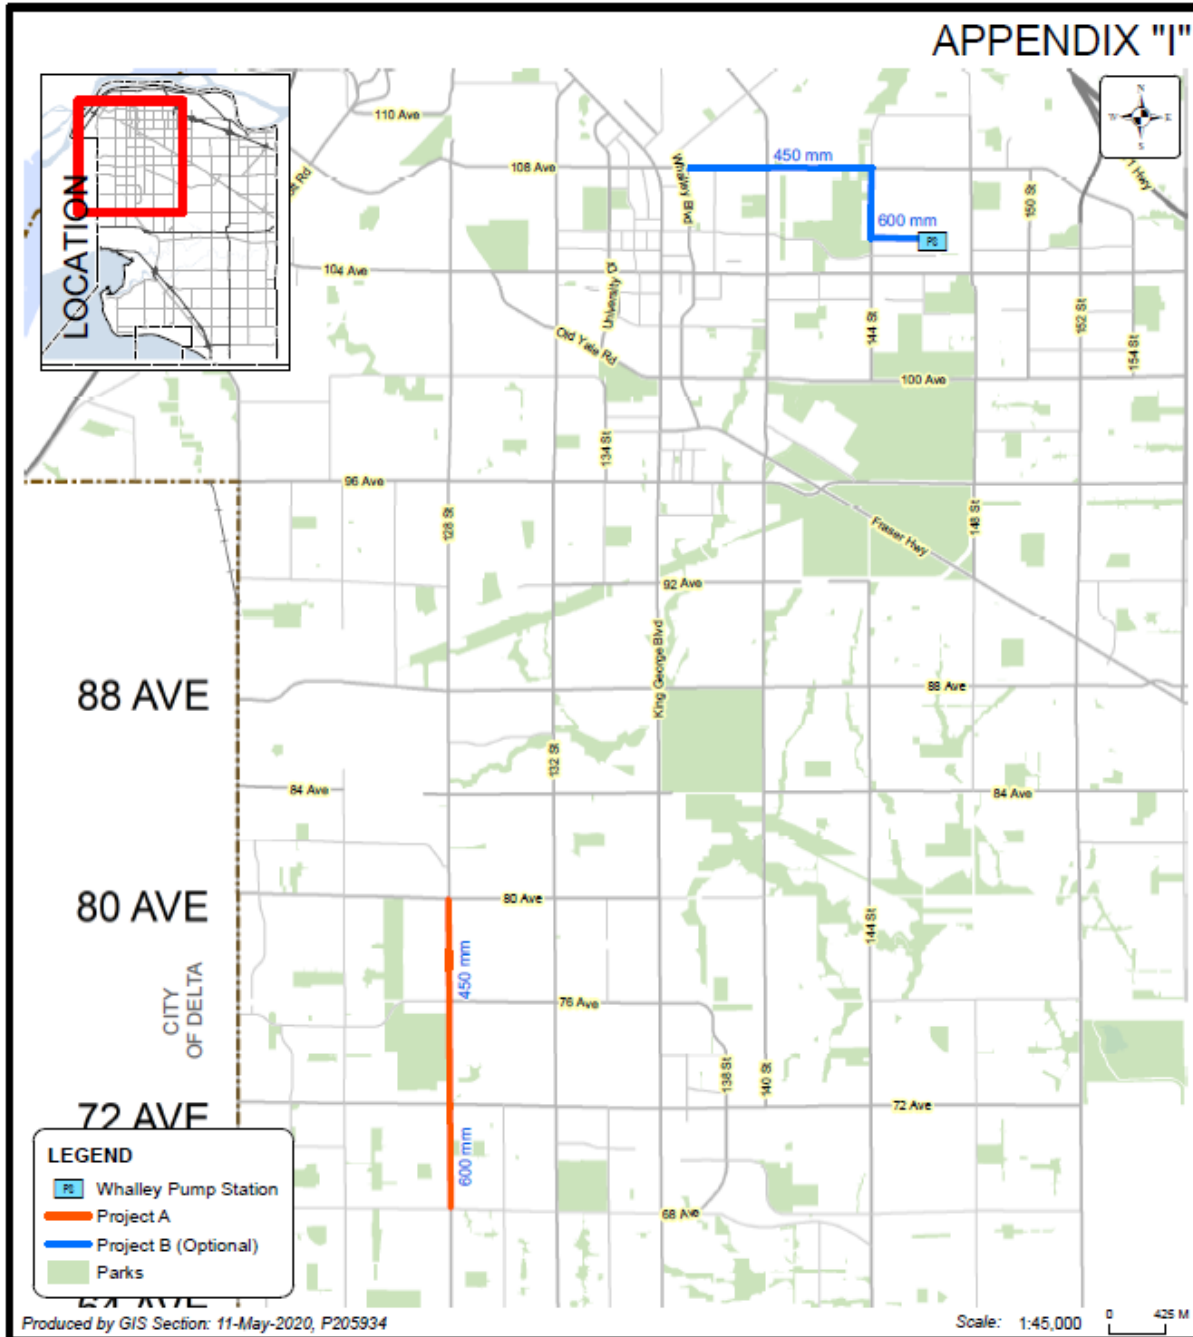 APPENDIX "I"
LOCATION
N
W E
S
110 Ave
108 Ave
Whalley Blvd
450 mm
600 mm
PS
150 St
Hwy
104 Ave
University Dr
Old Yale Rd
144 St
152 St
154 St
100 Ave
134 St
96 Ave
128 St
Fraser Hwy
148 St
92 Ave
King George Blvd
88 AVE
88 Ave
132 St
84 Ave
84 Ave
80 AVE
80 Ave
144 St
450 mm
CITY
OF DELTA
76 Ave
138 St
140 St
72 AVE
72 Ave
600 mm
68 Ave
LEGEND
PS Whalley Pump Station
Project A
Project B (Optional)
Parks
64 AVE
Produced by GIS Section: 11-May-2020, P205934
Scale: 1:45,000
0 425 M